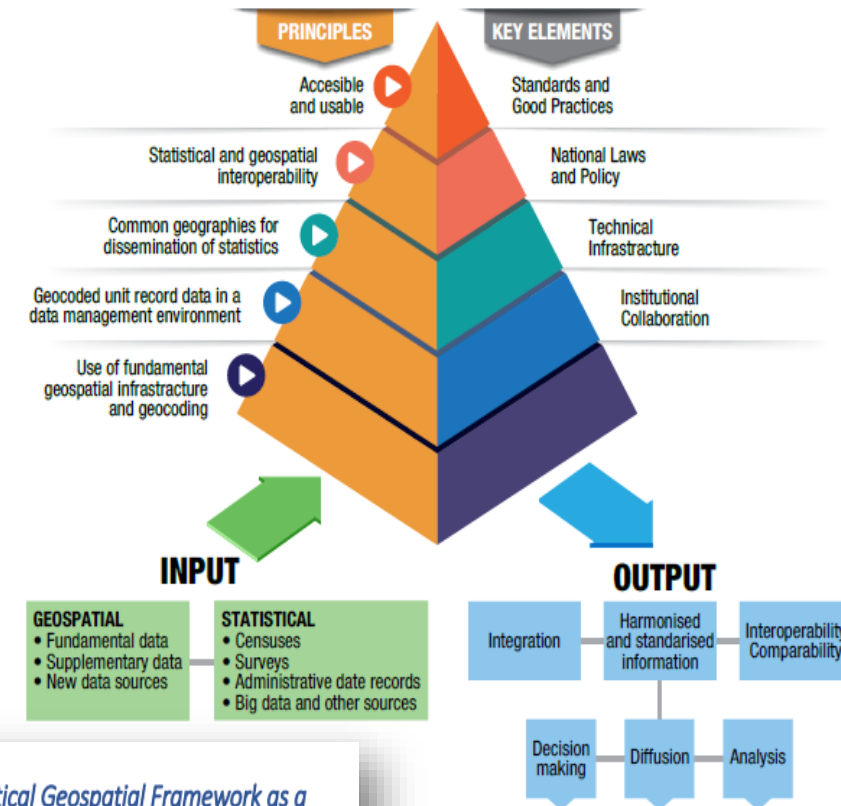 PRINCIPLES
KEY ELEMENTS
Accesible
and usable
Standards and
Good Practices
Statistical and geospatial
interoperability
National Laws
and Policy
Common geographies for
dissemination of statistics
Technical
Infrastracture
Geocoded unit record data in a
data management environment
Institutional
Collaboration
Use of fundamental
geospatial infrastracture
and geocoding
INPUT
OUTPUT
GEOSPATIAL
• Fundamental data
• Supplementary data
• New data sources
STATISTICAL
• Censuses
• Surveys
• Administrative date records
• Big data and other sources
Integration
Harmonised
and standarised
information
Interoperability
Comparability
Decision
making
Diffusion
Analysis
tical Geospatial Framework as a